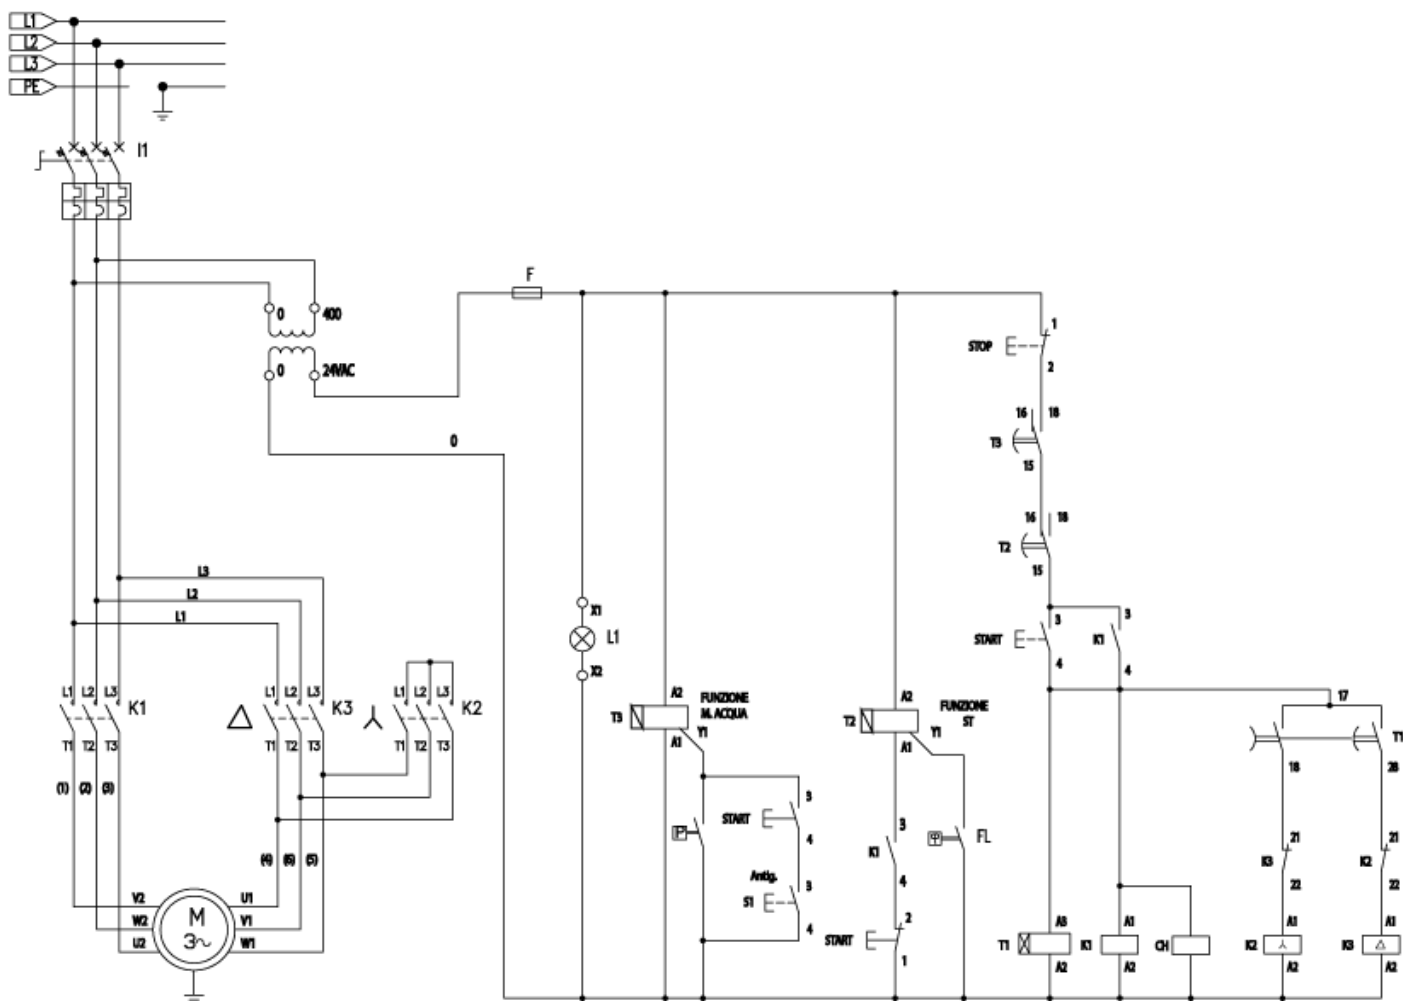 L1
L2
L3
PE
I1
F
0 400
0 24VAC
0
1
STOP
2
16 18
T3
15
16 18
T2
15
L3
L2
L1
X1
L1
X2
3 3
START K1
4 4
L1 L2 L3 K1
L1 L2 L3 K3
L1 L2 L3 K2
T1 T2 T3
T1 T2 T3
T1 T2 T3
(1) (2) (3)
(4) (6) (5)
V2 U1
W2 V1
U2 W1
M
3~
A2 FUNZIONE
T3 M. ACQUA
A1 Y1
P
3
START
4
Antig.
S1
3
4
A2 FUNZIONE
T2 ST
A1 Y1
3
K1
4
FL
2
START
1
17
T1
18 28
21 21
K3 K2
22 22
A3 A1 A1 A1
T1 K1 CH K2 K3
A2 A2 A2 A2